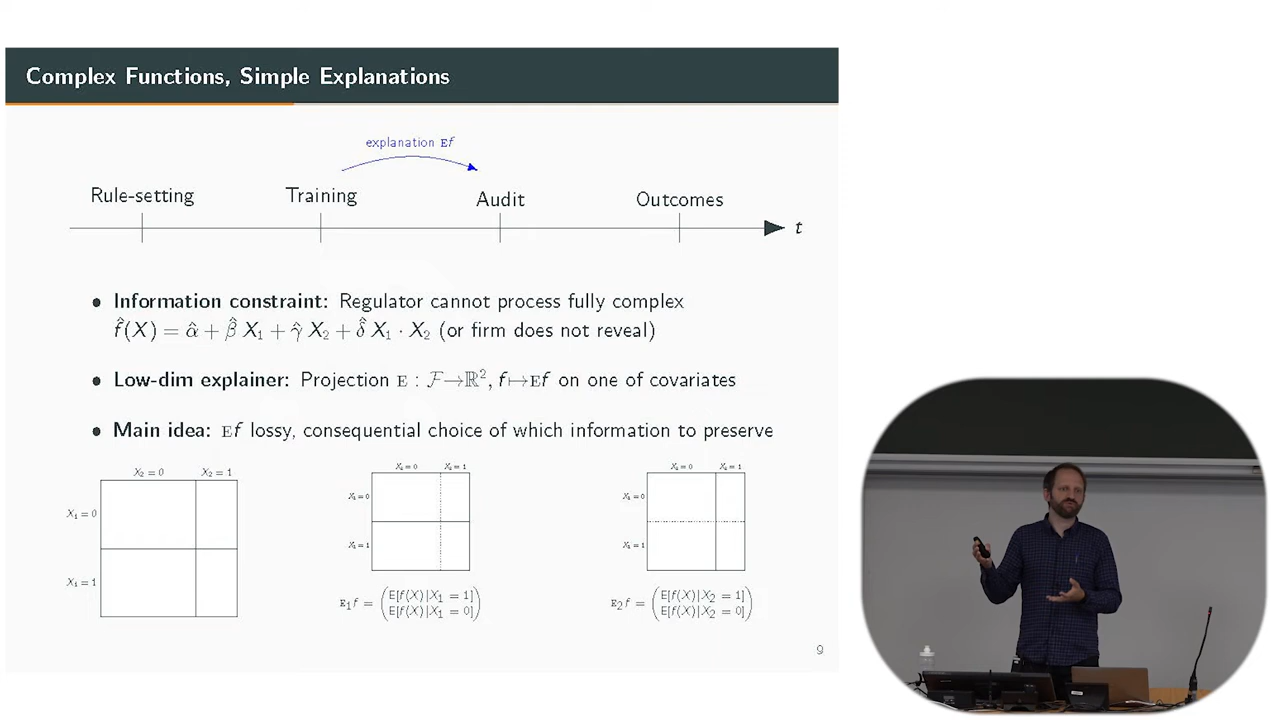 Complex Functions, Simple Explanations
explanation Ef
Rule-setting Training Audit Outcomes
t
• Information constraint: Regulator cannot process fully complex
f̂(X) = α̂ + β̂ X₁ + γ̂ X₂ + δ̂ X₁ · X₂ (or firm does not reveal)
• Low-dim explainer: Projection E : ℱ→ℝ², f↦Ef on one of covariates
• Main idea: Ef lossy, consequential choice of which information to preserve
X₂ = 0 X₂ = 1
X₁ = 0
X₁ = 1
X₂ = 0 X₂ = 1
X₁ = 0
X₁ = 1
E₁f = (E[f(X)|X₁ = 1]
E[f(X)|X₁ = 0])
X₂ = 0 X₂ = 1
X₁ = 0
X₁ = 1
E₂f = (E[f(X)|X₂ = 1]
E[f(X)|X₂ = 0])
9